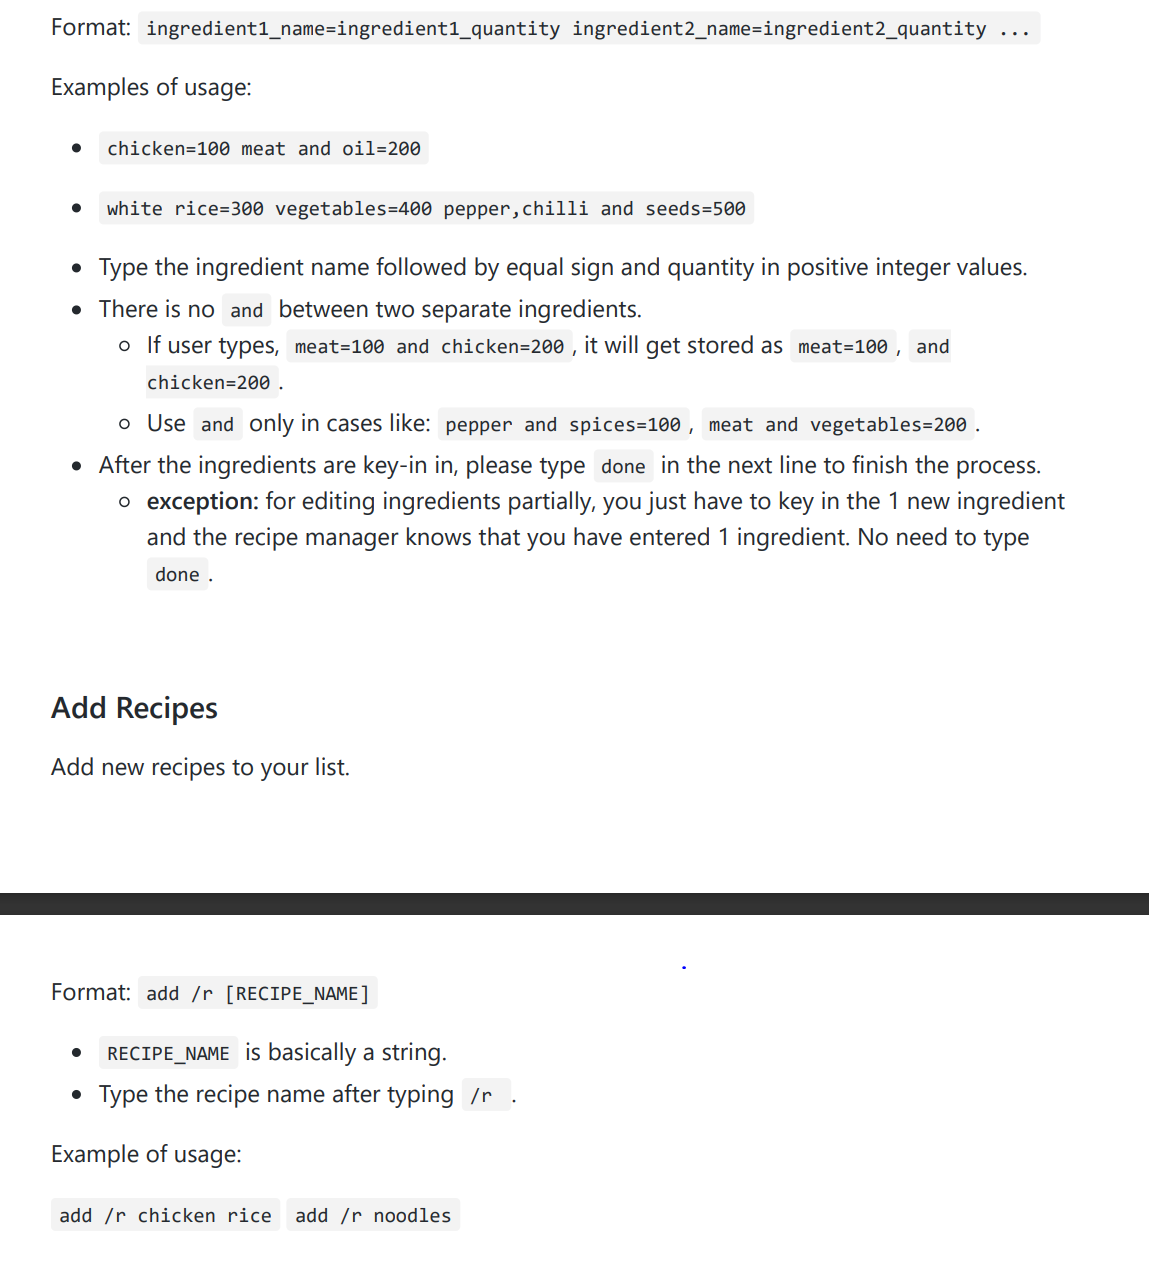 Format: ingredient1_name=ingredient1_quantity ingredient2_name=ingredient2_quantity ...
Examples of usage:
chicken=100 meat and oil=200
white rice=300 vegetables=400 pepper,chilli and seeds=500
Type the ingredient name followed by equal sign and quantity in positive integer values.
There is no and between two separate ingredients.
If user types, meat=100 and chicken=200 , it will get stored as meat=100 , and
chicken=200 .
Use and only in cases like: pepper and spices=100 , meat and vegetables=200 .
After the ingredients are key-in in, please type done in the next line to finish the process.
exception: for editing ingredients partially, you just have to key in the 1 new ingredient
and the recipe manager knows that you have entered 1 ingredient. No need to type
done .
Add Recipes
Add new recipes to your list.
Format: add /r [RECIPE_NAME]
RECIPE_NAME is basically a string.
Type the recipe name after typing /r .
Example of usage:
add /r chicken rice add /r noodles